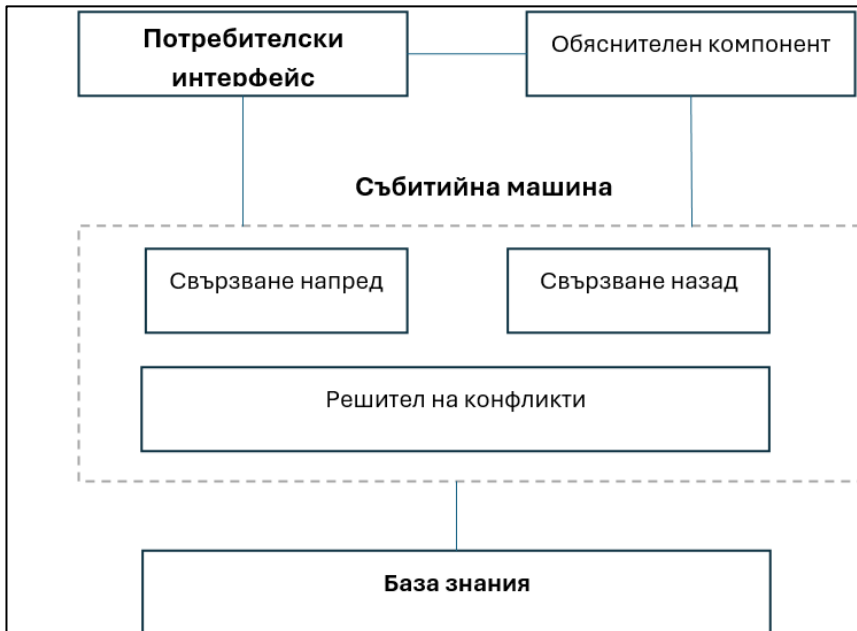 Потребителски
интерфейс
Обяснителен компонент
Събитийна машина
Свързване напред
Свързване назад
Решител на конфликти
База знания